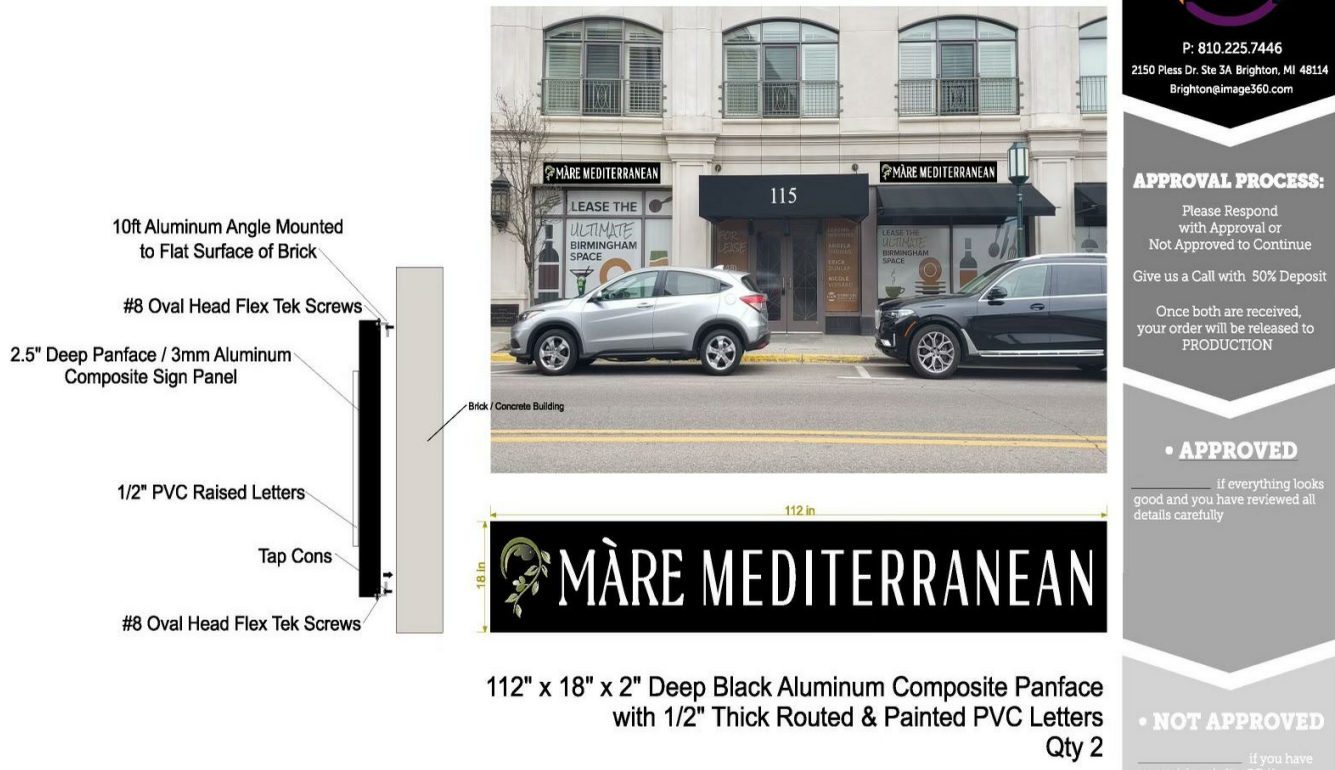 10ft Aluminum Angle Mounted
to Flat Surface of Brick
#8 Oval Head Flex Tek Screws
2.5" Deep Panface / 3mm Aluminum
Composite Sign Panel
1/2" PVC Raised Letters
Tap Cons
#8 Oval Head Flex Tek Screws
Brick / Concrete Building
MÀRE MEDITERRANEAN
MÀRE MEDITERRANEAN
115
LEASE THE
ULTIMATE
BIRMINGHAM
SPACE
FOR
LEASE
LEASE THE
ULTIMATE
BIRMINGHAM
SPACE
112 in
18 in
MÀRE MEDITERRANEAN
112" x 18" x 2" Deep Black Aluminum Composite Panface
with 1/2" Thick Routed & Painted PVC Letters
Qty 2
P: 810.225.7446
2150 Pless Dr. Ste 3A Brighton, MI 48114
Brighton@image360.com
APPROVAL PROCESS:
Please Respond
with Approval or
Not Approved to Continue
Give us a Call with 50% Deposit
Once both are received,
your order will be released to
PRODUCTION
• APPROVED
if everything looks
good and you have reviewed all
details carefully
• NOT APPROVED
if you have